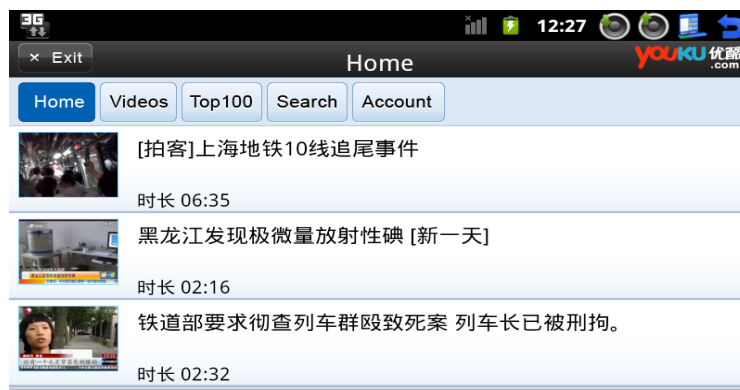 3G
12:27
× Exit
Home
YOUKU 优酷
.com
Home
Videos
Top100
Search
Account
[拍客]上海地铁10线追尾事件
时长 06:35
黑龙江发现极微量放射性碘 [新一天]
时长 02:16
铁道部要求彻查列车群殴致死案 列车长已被刑拘。
时长 02:32